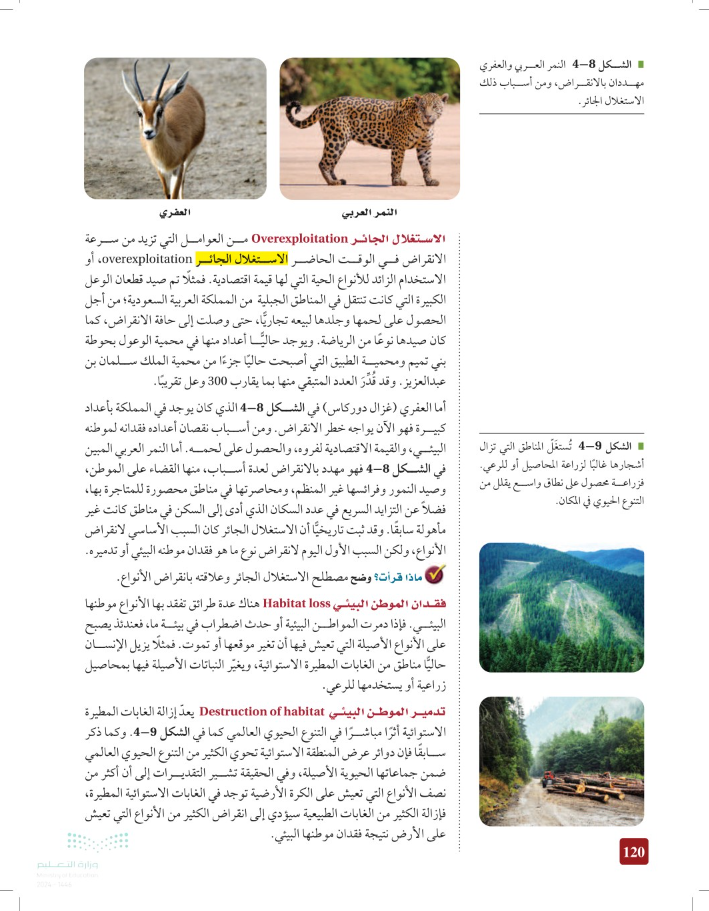 ■ الشكل 8–4 النمر العربي والعفري
مهددان بالانقراض، ومن أسباب ذلك
الاستغلال الجائر.
النمر العربي
العفري
الاستغلال الجائر Overexploitation من العوامل التي تزيد من سرعة
الانقراض في الوقت الحاضر الاستغلال الجائر overexploitation، أو
الاستخدام الزائد للأنواع الحية التي لها قيمة اقتصادية. فمثلًا تم صيد قطعان الوعل
الكبيرة التي كانت تنتقل في المناطق الجبلية من المملكة العربية السعودية؛ من أجل
الحصول على لحمها وجلدها لبيعه تجاريًّا، حتى وصلت إلى حافة الانقراض، كما
كان صيدها نوعًا من الرياضة. ويوجد حاليًّا أعداد منها في محمية الوعول بحوطة
بني تميم ومحمية الطبيق التي أصبحت حاليًا جزءًا من محمية الملك سلمان بن
عبدالعزيز. وقد قُدِّرَ العدد المتبقي منها بما يقارب 300 وعل تقريبًا.
أما العفري (غزال دوركاس) في الشكل 8–4 الذي كان يوجد في المملكة بأعداد
كبيرة فهو الآن يواجه خطر الانقراض. ومن أسباب نقصان أعداده فقدانه لموطنه
البيئي، والقيمة الاقتصادية لفروه، والحصول على لحمه. أما النمر العربي المبين
في الشكل 8–4 فهو مهدد بالانقراض لعدة أسباب، منها القضاء على الموطن،
وصيد النمور وفرائسها غير المنظم، ومحاصرتها في مناطق محصورة للمتاجرة بها،
فضلاً عن التزايد السريع في عدد السكان الذي أدى إلى السكن في مناطق كانت غير
مأهولة سابقًا. وقد ثبت تاريخيًّا أن الاستغلال الجائر كان السبب الأساسي لانقراض
الأنواع، ولكن السبب الأول اليوم لانقراض نوع ما هو فقدان موطنه البيئي أو تدميره.
ماذا قرأت؟ وضح مصطلح الاستغلال الجائر وعلاقته بانقراض الأنواع.
■ الشكل 9–4 تُستغَلّ المناطق التي تزال
أشجارها غالبًا لزراعة المحاصيل أو للرعي.
فزراعة محصول على نطاق واسع يقلل من
التنوع الحيوي في المكان.
فقدان الموطن البيئي Habitat loss هناك عدة طرائق تفقد بها الأنواع موطنها
البيئي. فإذا دمرت المواطن البيئية أو حدث اضطراب في بيئة ما، فعندئذ يصبح
على الأنواع الأصيلة التي تعيش فيها أن تغير موقعها أو تموت. فمثلًا يزيل الإنسان
حاليًّا مناطق من الغابات المطيرة الاستوائية، ويغيّر النباتات الأصيلة فيها بمحاصيل
زراعية أو يستخدمها للرعي.
تدمير الموطن البيئي Destruction of habitat يعدّ إزالة الغابات المطيرة
الاستوائية أثرًا مباشرًا في التنوع الحيوي العالمي كما في الشكل 9–4. وكما ذكر
سابقًا فإن دوائر عرض المنطقة الاستوائية تحوي الكثير من التنوع الحيوي العالمي
ضمن جماعاتها الحيوية الأصيلة، وفي الحقيقة تشير التقديرات إلى أن أكثر من
نصف الأنواع التي تعيش على الكرة الأرضية توجد في الغابات الاستوائية المطيرة،
فإزالة الكثير من الغابات الطبيعية سيؤدي إلى انقراض الكثير من الأنواع التي تعيش
على الأرض نتيجة فقدان موطنها البيئي.
120
وزارة التعليم
Ministry of Education
2024 - 1446